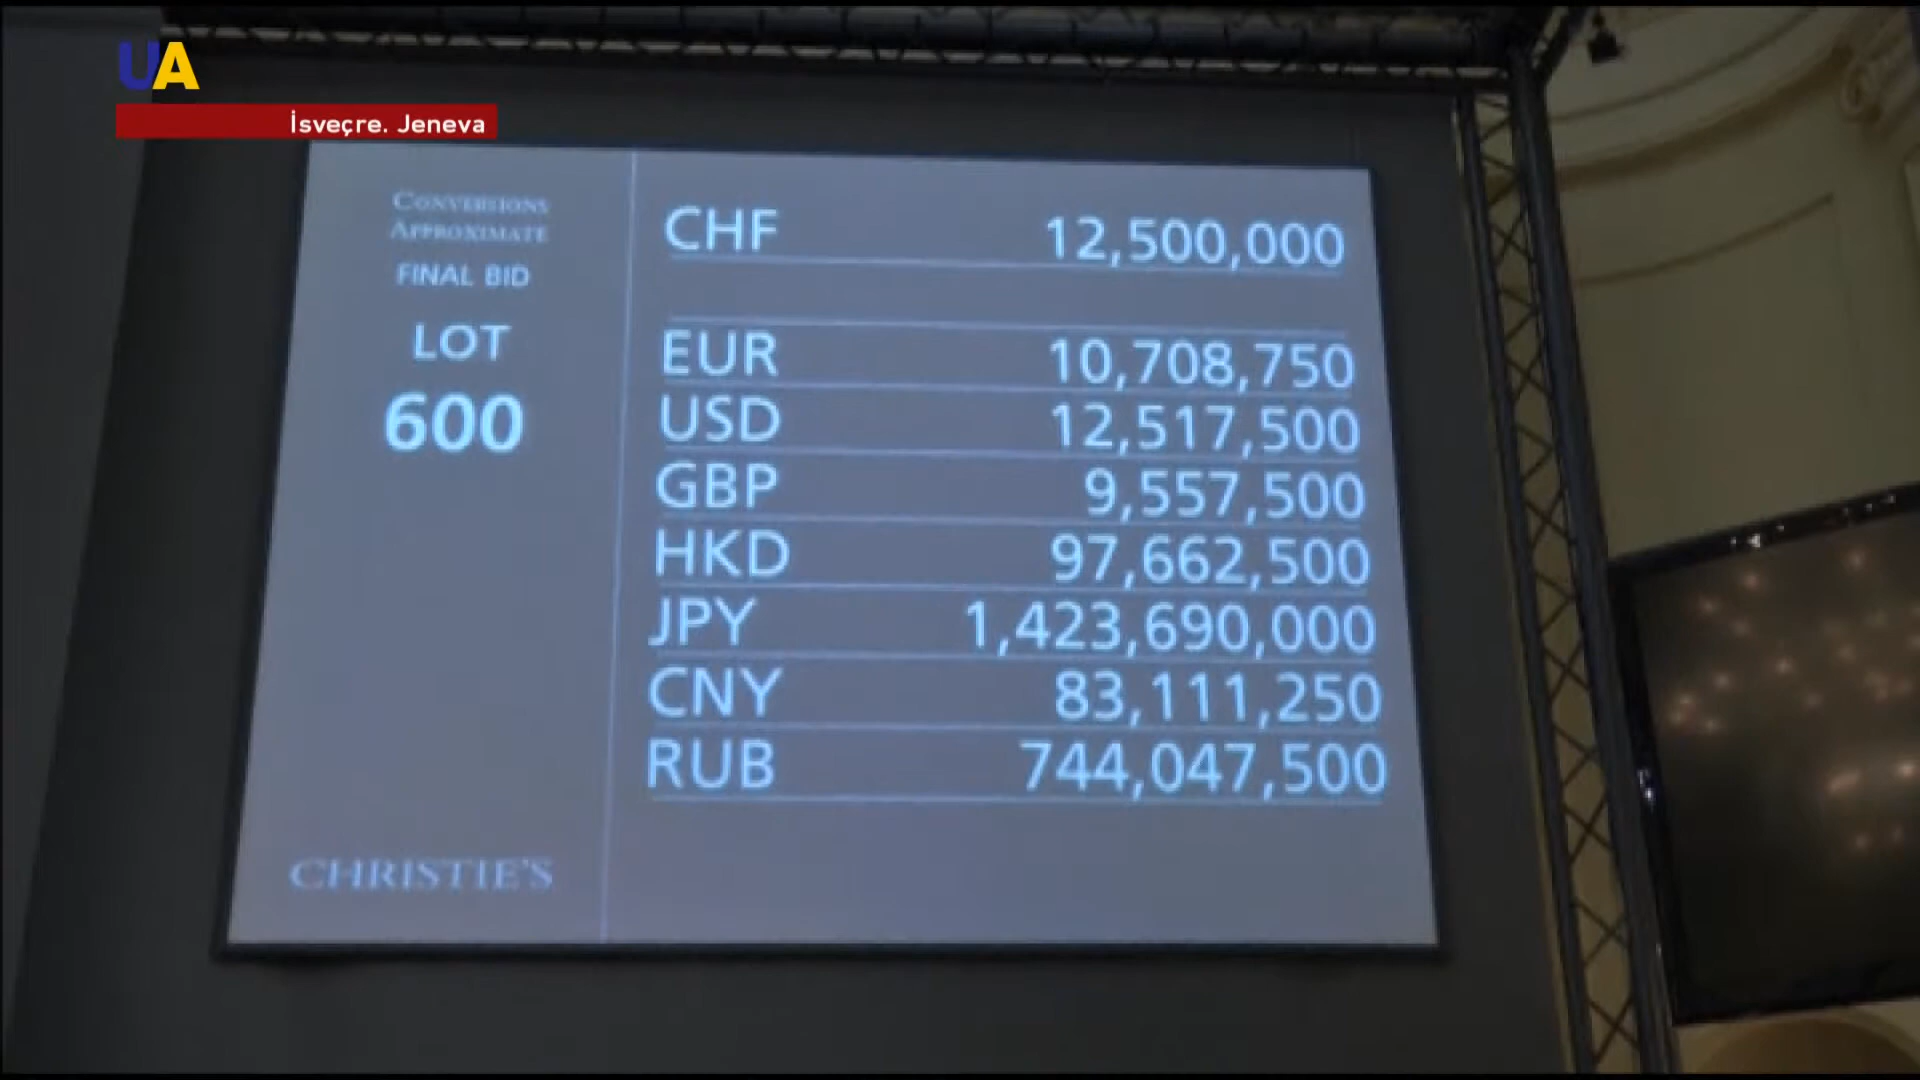 UA
İsveçre. Jeneva
CONVERSIONS
APPROXIMATE
FINAL BID
LOT
600
CHRISTIE'S
CHF 12,500,000
EUR 10,708,750
USD 12,517,500
GBP 9,557,500
HKD 97,662,500
JPY 1,423,690,000
CNY 83,111,250
RUB 744,047,500